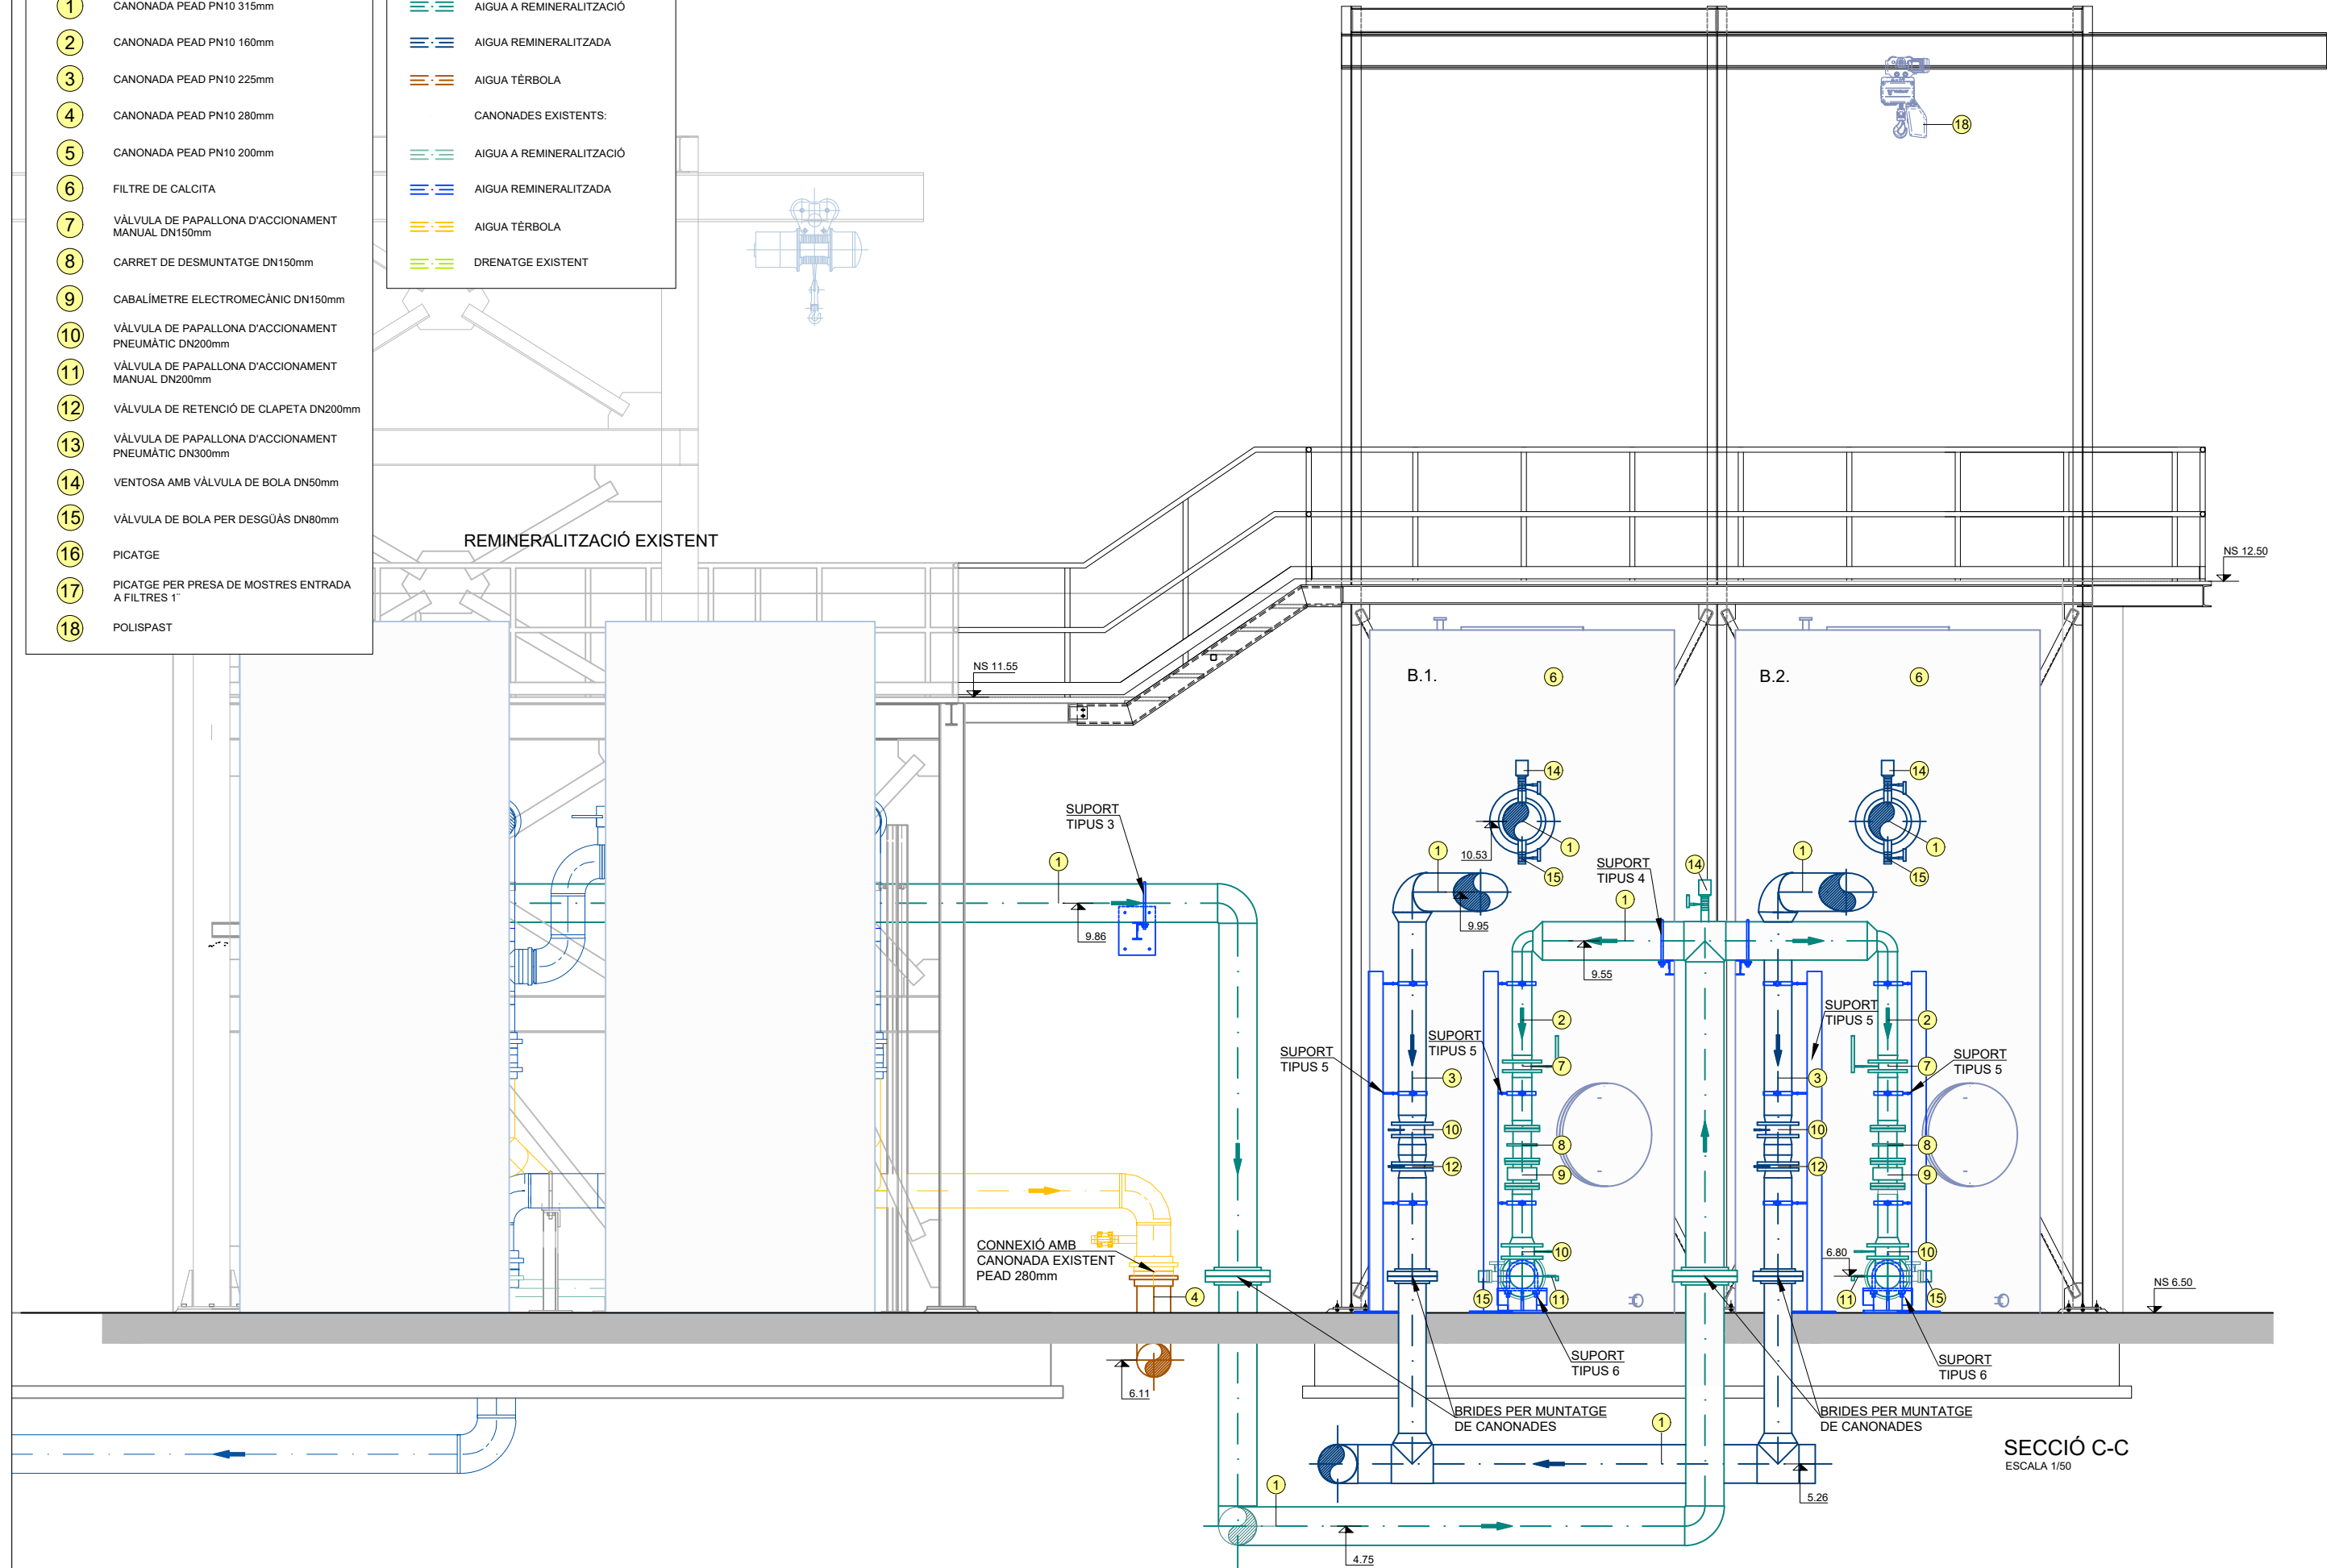 1 CANONADA PEAD PN10 315mm
2 CANONADA PEAD PN10 160mm
3 CANONADA PEAD PN10 225mm
4 CANONADA PEAD PN10 280mm
5 CANONADA PEAD PN10 200mm
6 FILTRE DE CALCITA
7 VÀLVULA DE PAPALLONA D'ACCIONAMENT
MANUAL DN150mm
8 CARRET DE DESMUNTATGE DN150mm
9 CABALÍMETRE ELECTROMECÀNIC DN150mm
10 VÀLVULA DE PAPALLONA D'ACCIONAMENT
PNEUMÀTIC DN200mm
11 VÀLVULA DE PAPALLONA D'ACCIONAMENT
MANUAL DN200mm
12 VÀLVULA DE RETENCIÓ DE CLAPETA DN200mm
13 VÀLVULA DE PAPALLONA D'ACCIONAMENT
PNEUMÀTIC DN300mm
14 VENTOSA AMB VÀLVULA DE BOLA DN50mm
15 VÀLVULA DE BOLA PER DESGÜÀS DN80mm
16 PICATGE
17 PICATGE PER PRESA DE MOSTRES ENTRADA
A FILTRES 1¨
18 POLISPAST
AIGUA A REMINERALITZACIÓ
AIGUA REMINERALITZADA
AIGUA TÈRBOLA
CANONADES EXISTENTS:
AIGUA A REMINERALITZACIÓ
AIGUA REMINERALITZADA
AIGUA TÈRBOLA
DRENATGE EXISTENT
18
REMINERALITZACIÓ EXISTENT
NS 12.50
NS 11.55
B.1.
6
B.2.
6
14
14
SUPORT
TIPUS 3
1
10.53
1
1
SUPORT
TIPUS 4
14
1
1
15
15
1
9.86
9.95
9.55
2
SUPORT
TIPUS 5
2
SUPORT
TIPUS 5
SUPORT
TIPUS 5
SUPORT
TIPUS 5
7
7
3
3
10
10
8
8
12
12
9
9
CONNEXIÓ AMB
CANONADA EXISTENT
PEAD 280mm
10
10
6.80
4
15
11
11
15
NS 6.50
SUPORT
TIPUS 6
SUPORT
TIPUS 6
6.11
BRIDES PER MUNTATGE
DE CANONADES
1
BRIDES PER MUNTATGE
DE CANONADES
SECCIÓ C-C
ESCALA 1/50
1
5.26
4.75